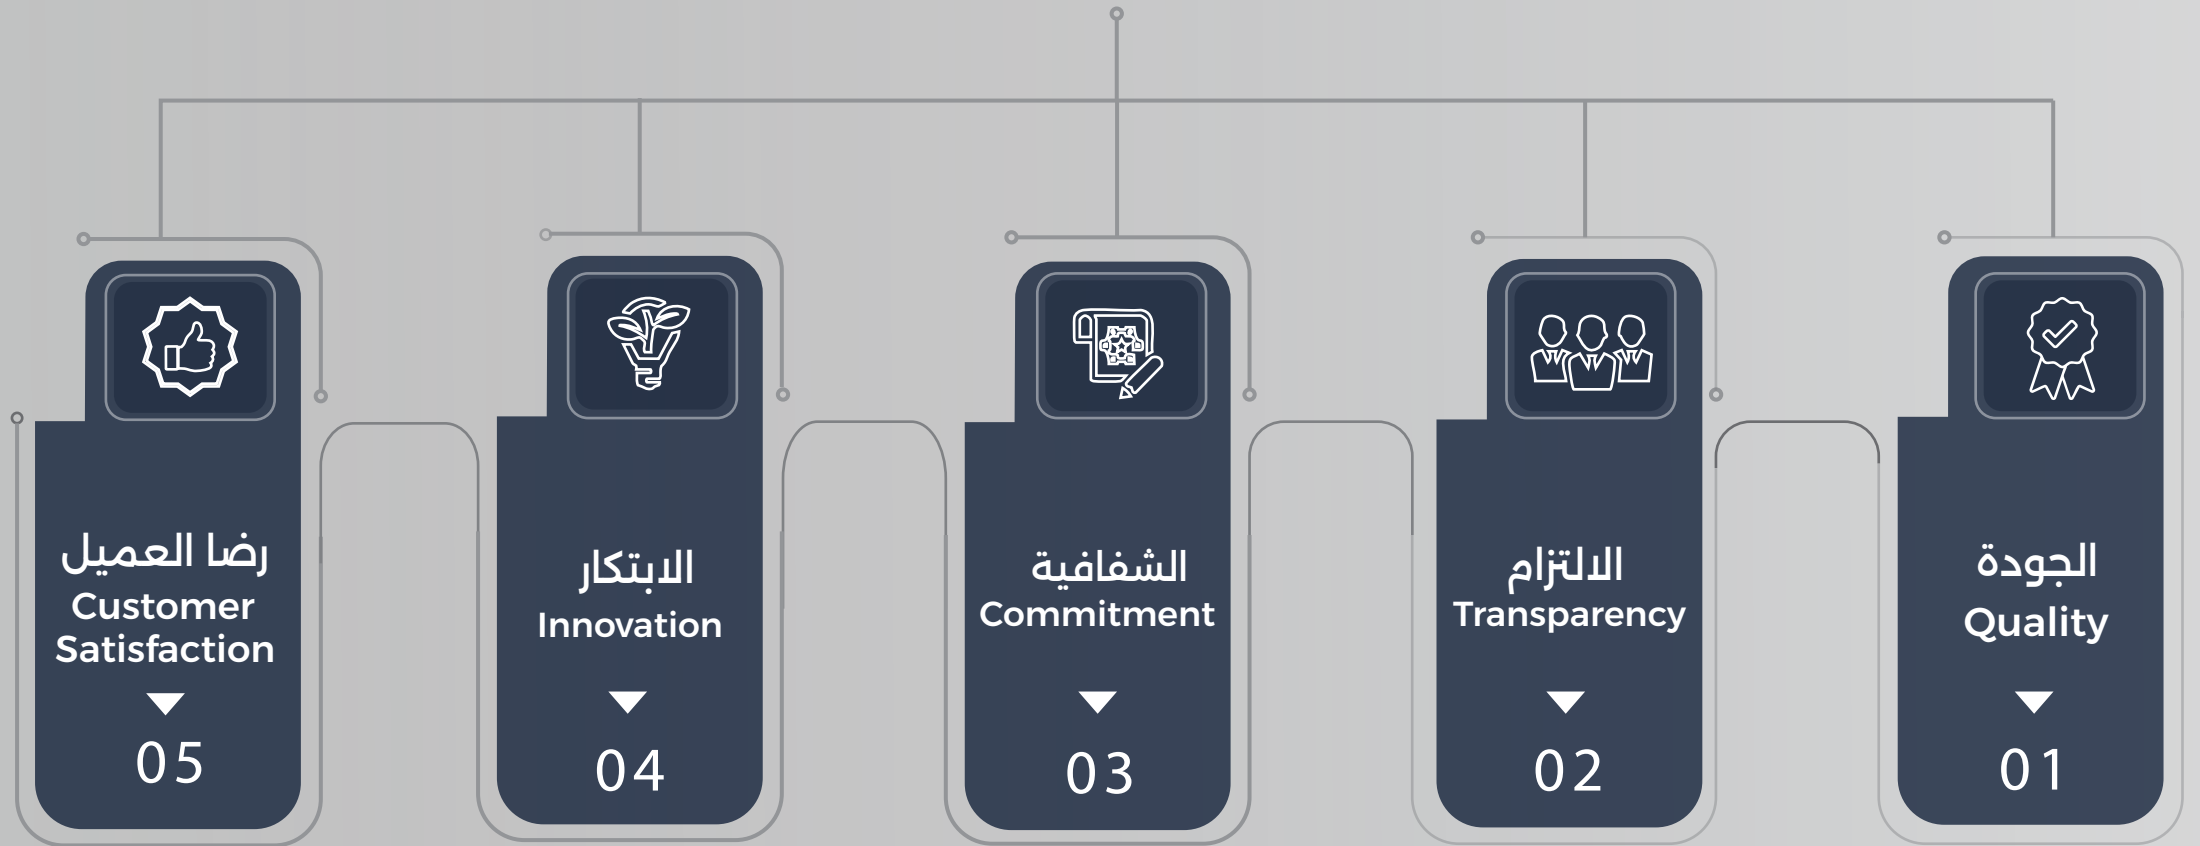 الجودة
Quality
01
الالتزام
Transparency
02
الشفافية
Commitment
03
الابتكار
Innovation
04
رضا العميل
Customer
Satisfaction
05